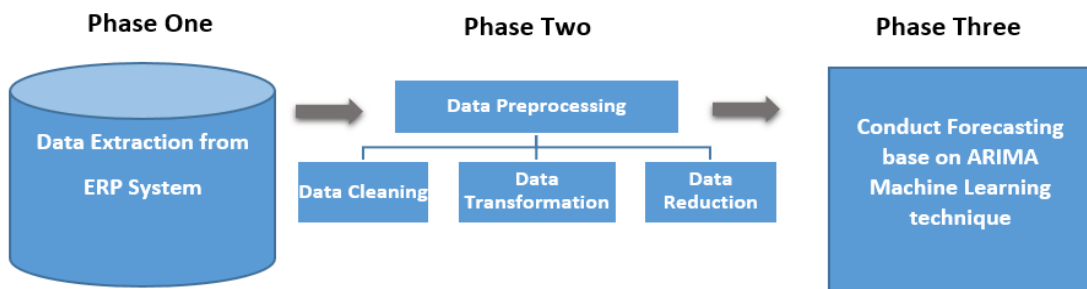 Phase One
Phase Two
Phase Three
Data Extraction from
ERP System
Data Preprocessing
Data Cleaning
Data
Transformation
Data
Reduction
Conduct Forecasting
base on ARIMA
Machine Learning
technique